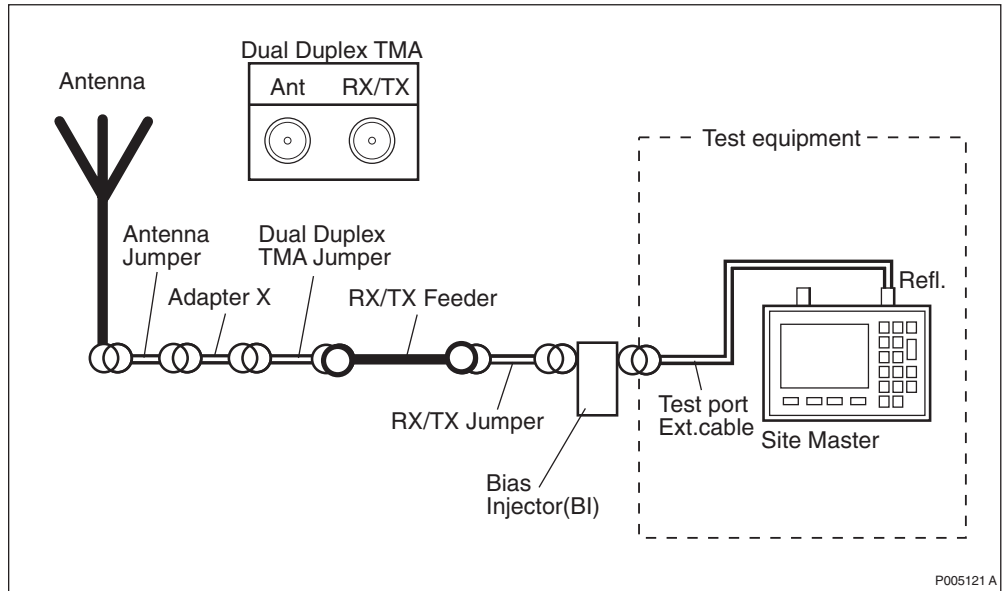 Dual Duplex TMA
Ant RX/TX
Antenna
Test equipment
Antenna
Jumper
Dual Duplex
TMA Jumper
Adapter X
RX/TX Feeder
Refl.
RX/TX Jumper
Test port
Ext.cable
Site Master
Bias
Injector(BI)
P005121 A